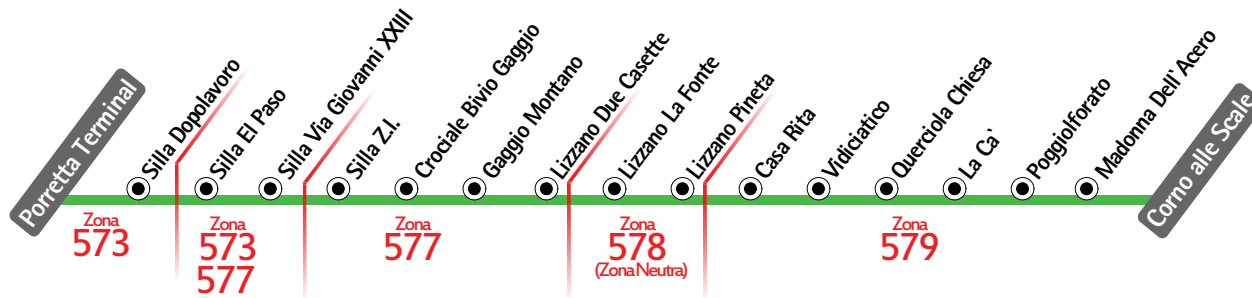 Porretta Terminal
Silla Dopolavoro
Silla El Paso
Silla Via Giovanni XXIII
Silla Z.I.
Crociale Bivio Gaggio
Gaggio Montano
Lizzano Due Casette
Lizzano La Fonte
Lizzano Pineta
Casa Rita
Vidiciatico
Querciola Chiesa
La Ca`
Poggiolforato
Madonna Dell`Acero
Corno alle Scale
Zona
573
Zona
573
577
Zona
577
Zona
578
(Zona Neutra)
Zona
579